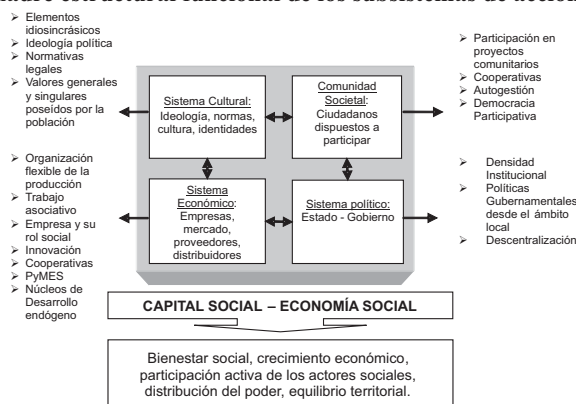 ➢ Elementos
idiosincrásicos
➢ Ideología política
➢ Normativas
legales
➢ Valores generales
y singulares
poseídos por la
población
Sistema Cultural:
Ideología, normas,
cultura, identidades
Comunidad
Societal:
Ciudadanos
dispuestos a
participar
➢ Participación en
proyectos
comunitarios
➢ Cooperativas
➢ Autogestión
➢ Democracia
Participativa
➢ Organización
flexible de la
producción
➢ Trabajo
asociativo
➢ Empresa y su
rol social
➢ Innovación
➢ Cooperativas
➢ PyMES
➢ Núcleos de
Desarrollo
endógeno
Sistema
Económico:
Empresas,
mercado,
proveedores,
distribuidores
Sistema político:
Estado - Gobierno
➢ Densidad
Institucional
➢ Políticas
Gubernamentales
desde el ámbito
local
➢ Descentralización
CAPITAL SOCIAL – ECONOMÍA SOCIAL
Bienestar social, crecimiento económico,
participación activa de los actores sociales,
distribución del poder, equilibrio territorial.